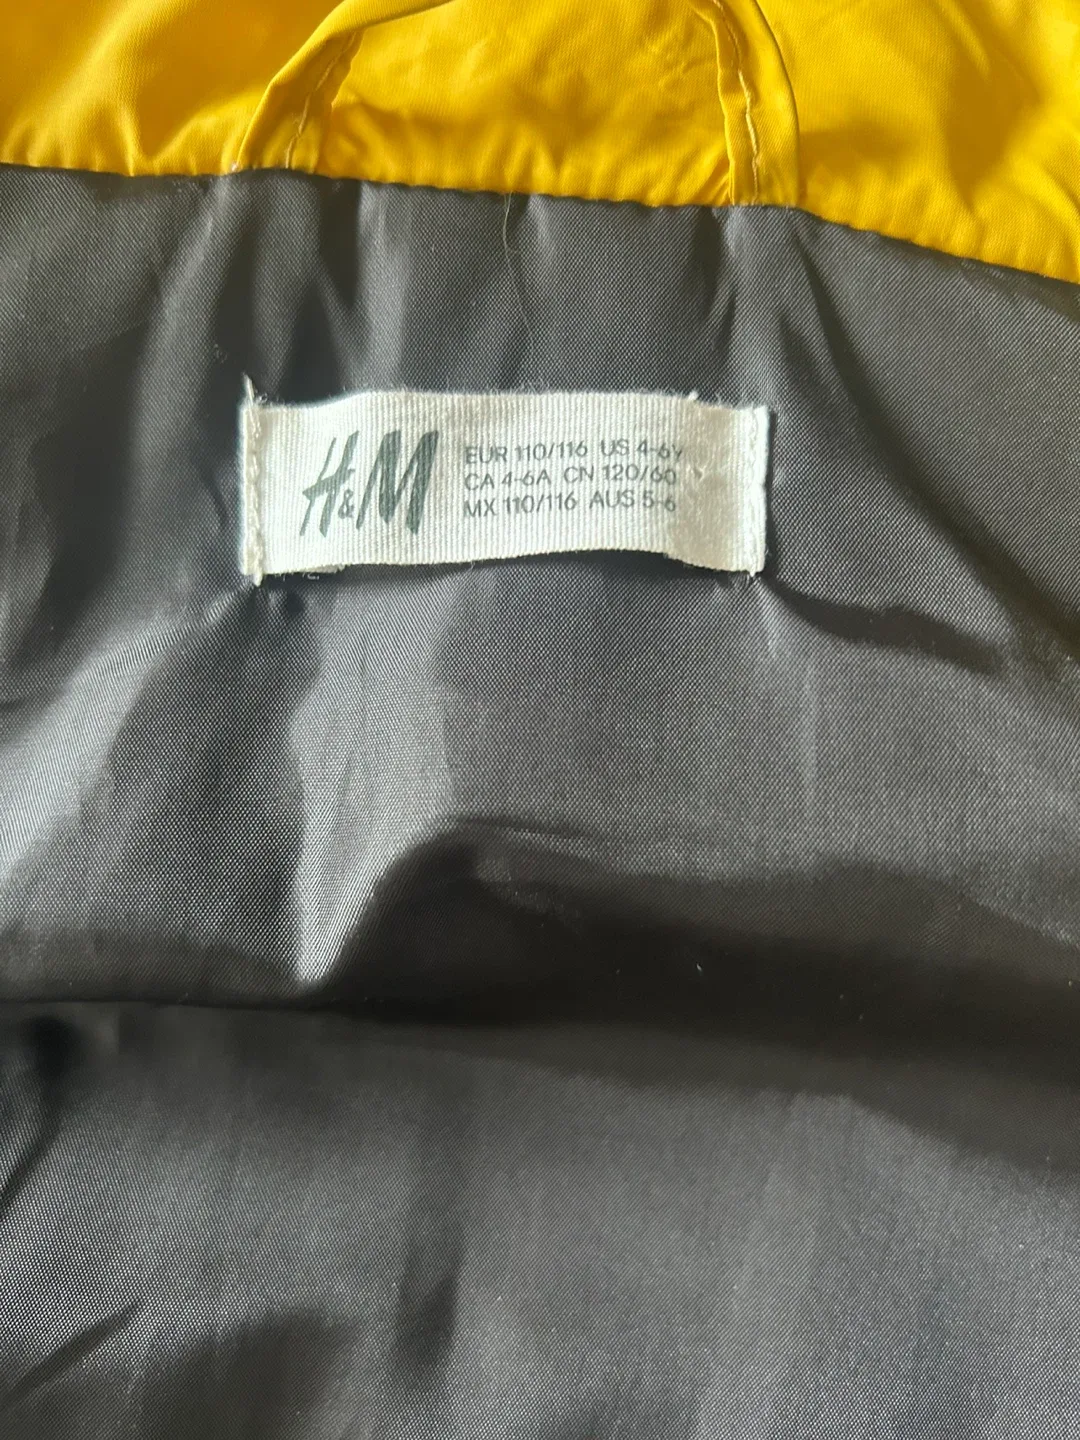 H&M
EUR 110/116 US 4-6Y
CA 4-6A CN 120/60
MX 110/116 AUS 5-6